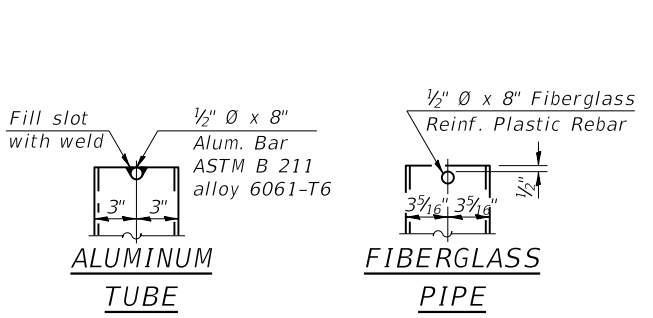 Fill slot
with weld
½" Ø x 8"
Alum. Bar
ASTM B 211
alloy 6061-T6
3" 3"
ALUMINUM
TUBE
½" Ø x 8" Fiberglass
Reinf. Plastic Rebar
½"
3⁵⁄₁₆" 3⁵⁄₁₆"
FIBERGLASS
PIPE